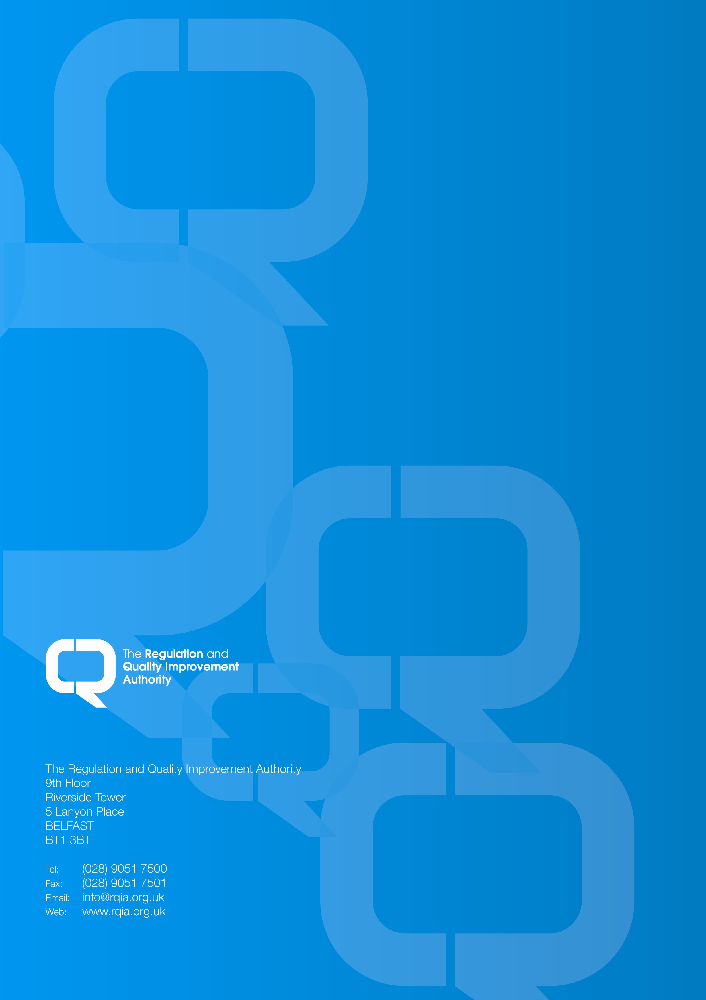 The Regulation and
Quality Improvement
Authority
The Regulation and Quality Improvement Authority
9th Floor
Riverside Tower
5 Lanyon Place
BELFAST
BT1 3BT
Tel: (028) 9051 7500
Fax: (028) 9051 7501
Email: info@rqia.org.uk
Web: www.rqia.org.uk